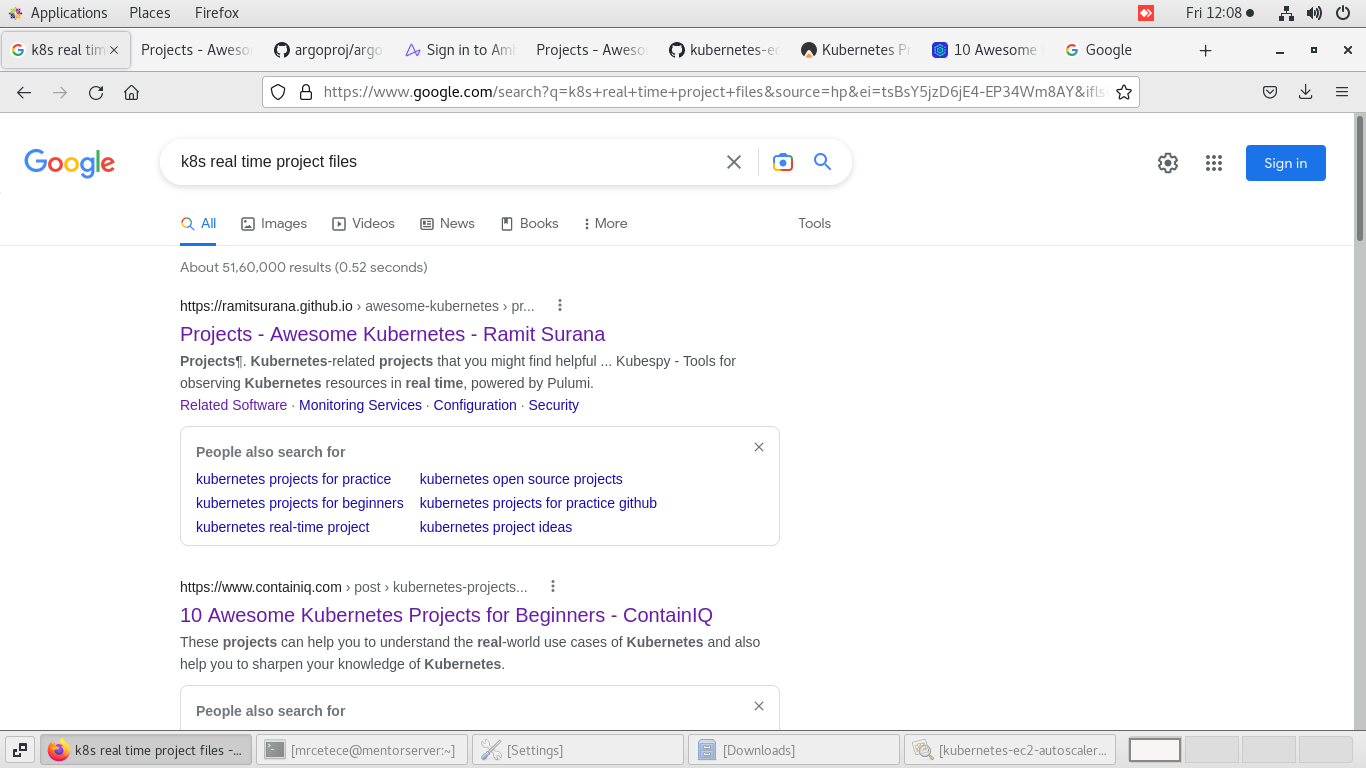 Applications Places Firefox Fri 12:08
k8s real tim Projects - Aweso argoproj/argo Sign in to Am Projects - Aweso kubernetes-ec Kubernetes Pr 10 Awesome Google
https://www.google.com/search?q=k8s+real+time+project+files&source=hp&ei=tsBsY5jzD6jE4-EP34Wm8AY&ifls
Google
k8s real time project files
Sign in
All Images Videos News Books More Tools
About 51,60,000 results (0.52 seconds)
https://ramitsurana.github.io › awesome-kubernetes › pr...
Projects - Awesome Kubernetes - Ramit Surana
Projects¶. Kubernetes-related projects that you might find helpful ... Kubespy - Tools for
observing Kubernetes resources in real time, powered by Pulumi.
Related Software · Monitoring Services · Configuration · Security
People also search for
kubernetes projects for practice kubernetes open source projects
kubernetes projects for beginners kubernetes projects for practice github
kubernetes real-time project kubernetes project ideas
https://www.containiq.com › post › kubernetes-projects...
10 Awesome Kubernetes Projects for Beginners - ContainIQ
These projects can help you to understand the real-world use cases of Kubernetes and also
help you to sharpen your knowledge of Kubernetes.
People also search for
k8s real time project files -... [mrcetece@mentorserver:~] [Settings] [Downloads] [kubernetes-ec2-autoscaler...